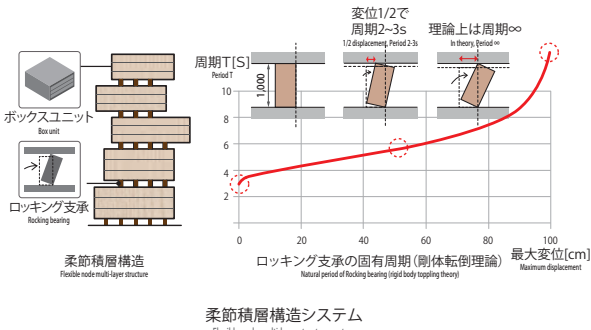 ボックスユニット
Box unit
ロッキング支承
Rocking bearing
柔節積層構造
Flexible node multi-layer structure
周期T[S]
Period T
1,000
変位1/2で
周期2~3s
1/2 displacement, Period 2-3s
理論上は周期∞
In theory, Period ∞
10
8
6
4
2
0
20
40
60
80
100
最大変位[cm]
Maximum displacement
ロッキング支承の固有周期(剛体転倒理論)
Natural period of Rocking bearing (rigid body toppling theory)
柔節積層構造システム